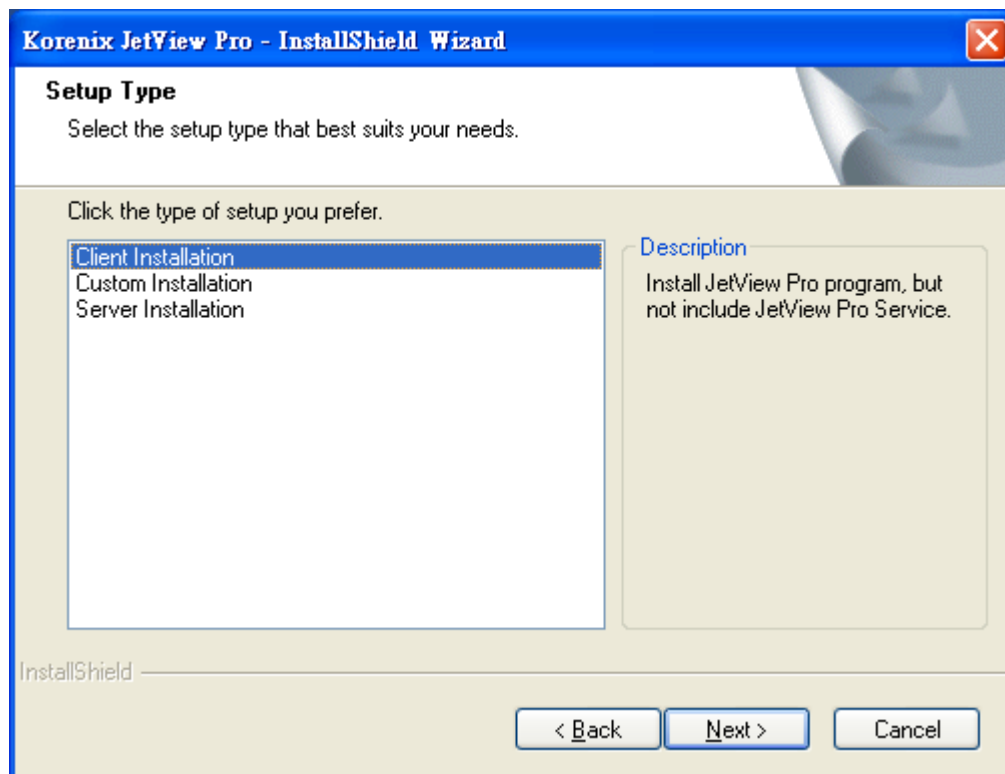 Korenix JetView Pro - InstallShield Wizard
Setup Type
Select the setup type that best suits your needs.
Click the type of setup you prefer.
Client Installation
Custom Installation
Server Installation
Description
Install JetView Pro program, but
not include JetView Pro Service.
InstallShield
< Back
Next >
Cancel